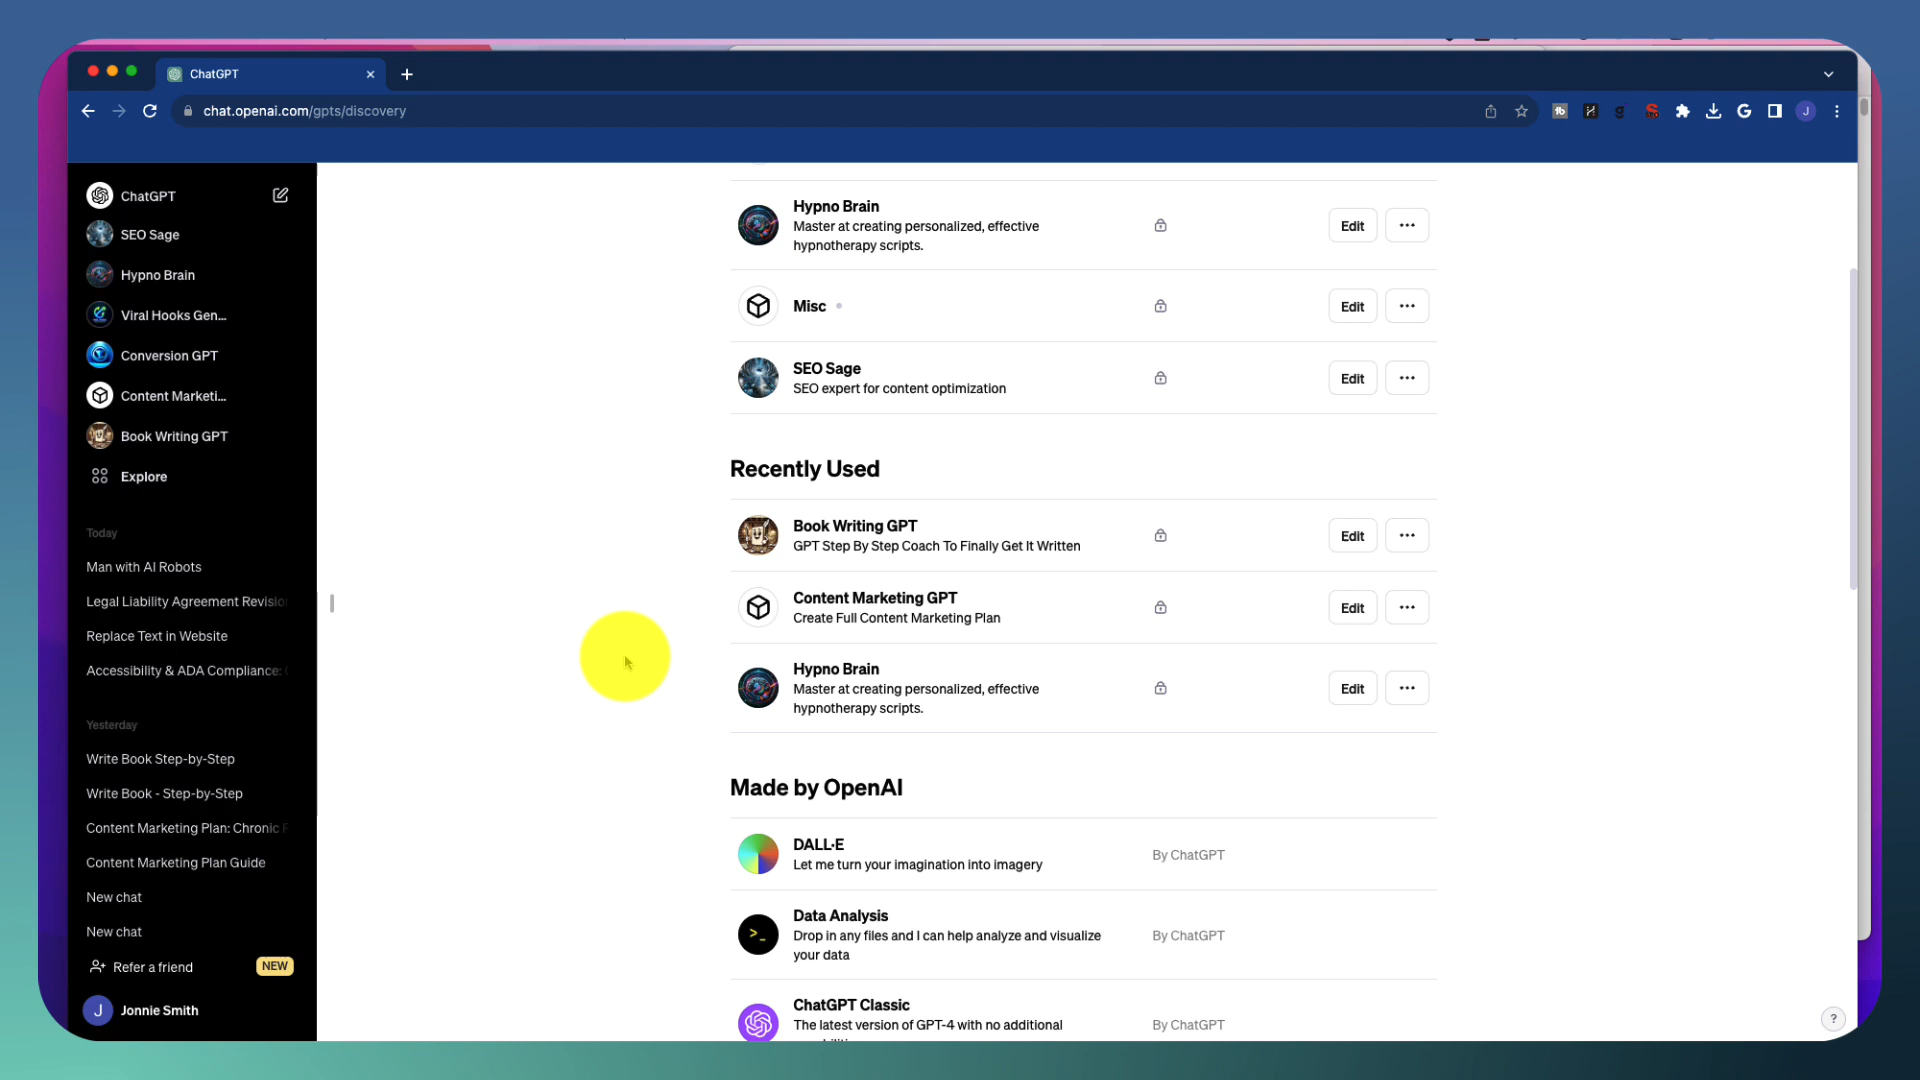 ChatGPT
chat.openai.com/gpts/discovery
J
ChatGPT
SEO Sage
Hypno Brain
Viral Hooks Gen...
Conversion GPT
Content Marketi...
Book Writing GPT
Explore
Today
Man with AI Robots
Legal Liability Agreement Revisio
Replace Text in Website
Accessibility & ADA Compliance:
Yesterday
Write Book Step-by-Step
Write Book - Step-by-Step
Content Marketing Plan: Chronic
Content Marketing Plan Guide
New chat
New chat
Refer a friend
NEW
J
Jonnie Smith
Hypno Brain
Master at creating personalized, effective
hypnotherapy scripts.
Edit
Misc
Edit
SEO Sage
SEO expert for content optimization
Edit
Recently Used
Book Writing GPT
GPT Step By Step Coach To Finally Get It Written
Edit
Content Marketing GPT
Create Full Content Marketing Plan
Edit
Hypno Brain
Master at creating personalized, effective
hypnotherapy scripts.
Edit
Made by OpenAI
DALL·E
Let me turn your imagination into imagery
By ChatGPT
Data Analysis
Drop in any files and I can help analyze and visualize
your data
By ChatGPT
ChatGPT Classic
The latest version of GPT-4 with no additional
By ChatGPT
?